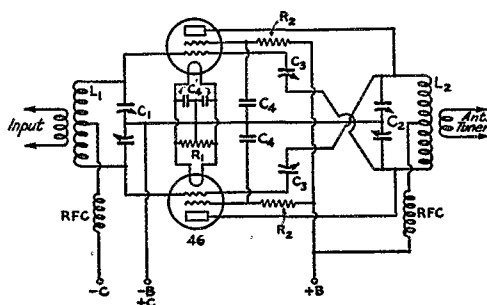 R2
C3
L1
C4
L2
C1
C4
C2
Input
Ant.
Tuner
C4
R1
C3
RFC
RFC
R2
46
-C
-B
+C
+B